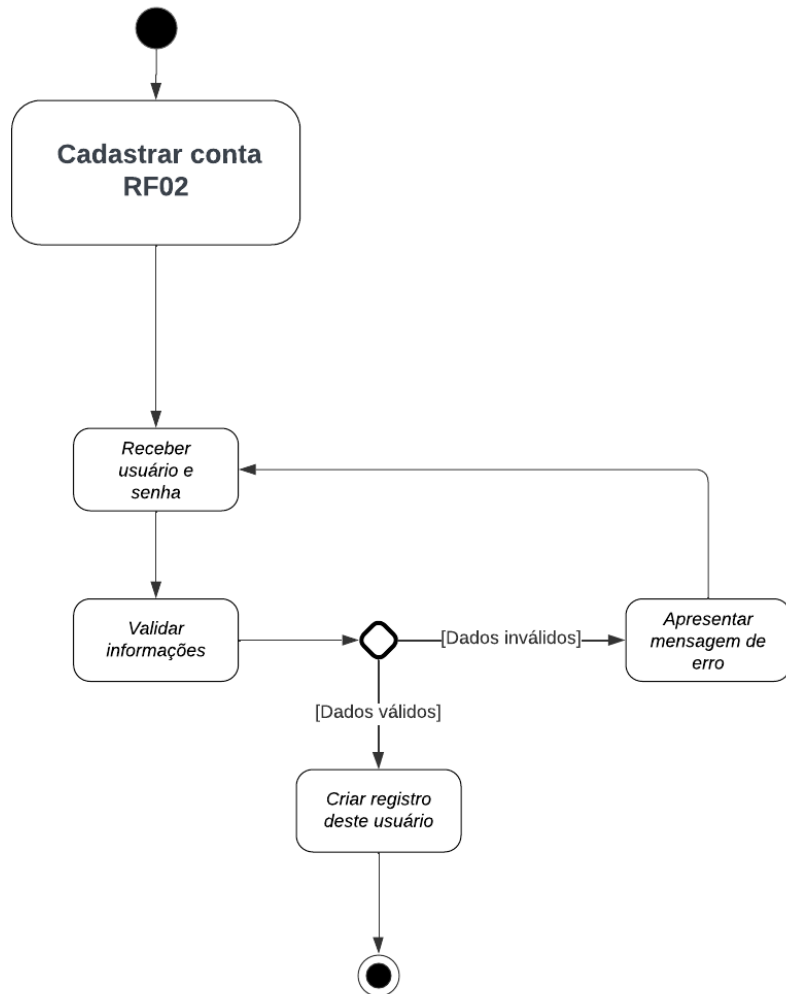 Cadastrar conta
RF02
Receber
usuário e
senha
Validar
informações
[Dados inválidos]
Apresentar
mensagem de
erro
[Dados válidos]
Criar registro
deste usuário